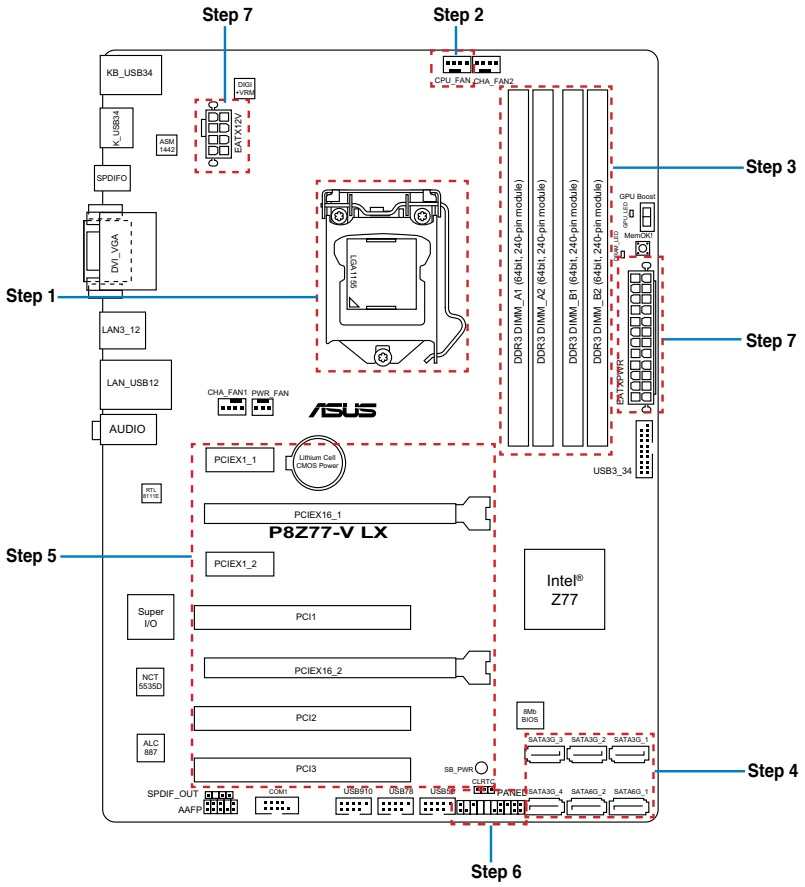 Step 7
Step 2
KB_USB34
DIGI
+VRM
CPU_FAN
CHA_FAN2
K_USB34
ASM
1442
EATX12V
Step 3
SPDIFO
DDR3 DIMM_A1 (64bit, 240-pin module)
DDR3 DIMM_A2 (64bit, 240-pin module)
DDR3 DIMM_B1 (64bit, 240-pin module)
DDR3 DIMM_B2 (64bit, 240-pin module)
GPU Boost
GPU_LED
MemOK!
DVI_VGA
LGA1155
Step 1
LAN3_12
Step 7
EATXPWR
LAN_USB12
CHA_FAN1
PWR_FAN
ASUS
AUDIO
PCIEX1_1
Lithium Cell
CMOS Power
USB3_34
RTL
8111E
PCIEX16_1
P8Z77-V LX
Step 5
PCIEX1_2
Intel®
Z77
Super
I/O
PCI1
PCIEX16_2
NCT
5535D
8Mb
BIOS
PCI2
ALC
887
SATA3G_3
SATA3G_2
SATA3G_1
PCI3
SB_PWR
Step 4
CLRTC
SPDIF_OUT
COM1
USB910
USB78
PANEL
SATA3G_4
SATA6G_2
SATA6G_1
AAFP
Step 6